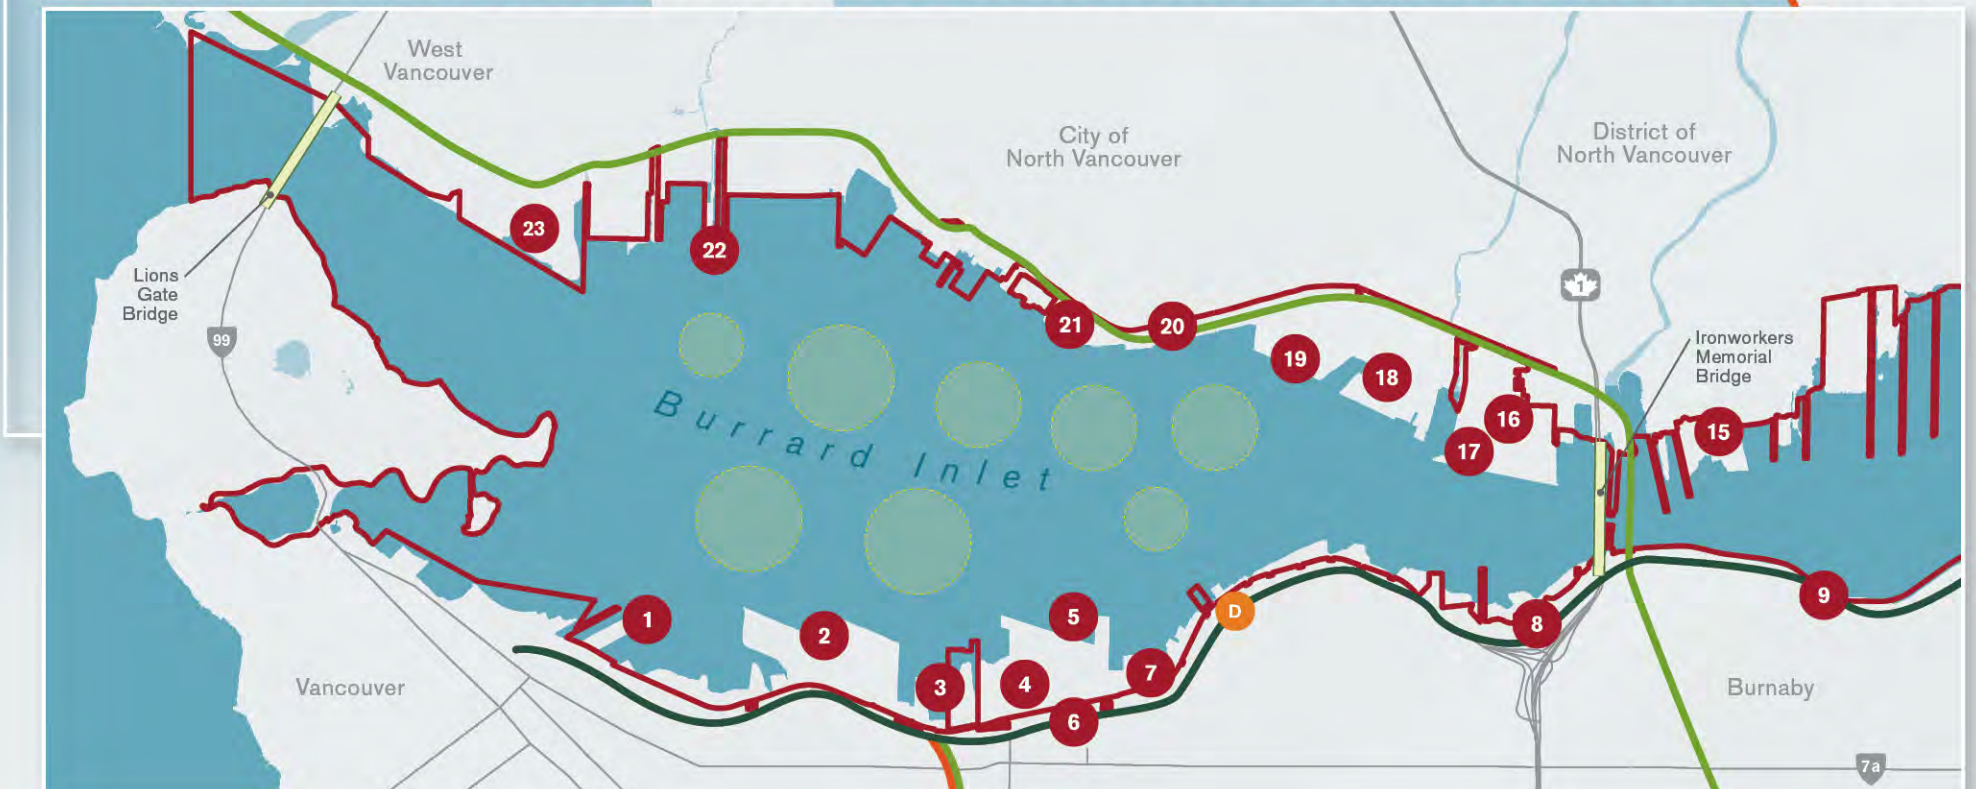 West
Vancouver
City of
North Vancouver
District of
North Vancouver
23
22
Lions
Gate
Bridge
99
1
21
20
19
18
Ironworkers
Memorial
Bridge
16
17
15
Burrard Inlet
1
2
3
4
5
6
7
D
8
9
Vancouver
Burnaby
7a